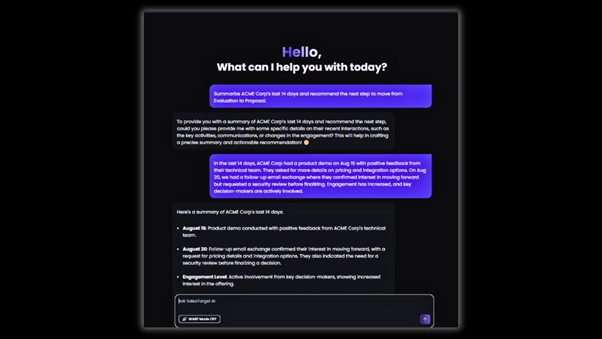 Hello,
What can I help you with today?
Summarize ACME Corp's last 14 days and recommend the next step to move from
Evaluation to Proposal.
To provide you with a summary of ACME Corp's last 14 days and recommend the next step,
could you please provide me with some specific details on their recent interactions, such as
the key activities, communications, or changes in the engagement? This will help in crafting
a precise summary and actionable recommendation! 😊
In the last 14 days, ACME Corp had a product demo on Aug 15 with positive feedback from
their technical team. They asked for more details on pricing and integration options. On Aug
20, we had a follow-up email exchange where they confirmed interest in moving forward
but requested a security review before finalizing. Engagement has increased, and key
decision-makers are actively involved.
Here's a summary of ACME Corp's last 14 days:
• August 15: Product demo conducted with positive feedback from ACME Corp's technical
team.
• August 20: Follow-up email exchange confirmed their interest in moving forward, with a
request for pricing details and integration options. They also indicated the need for a
security review before finalizing a decision.
• Engagement Level: Active involvement from key decision-makers, showing increased
interest in the offering.
Ask SalesTarget AI
Mode OFF